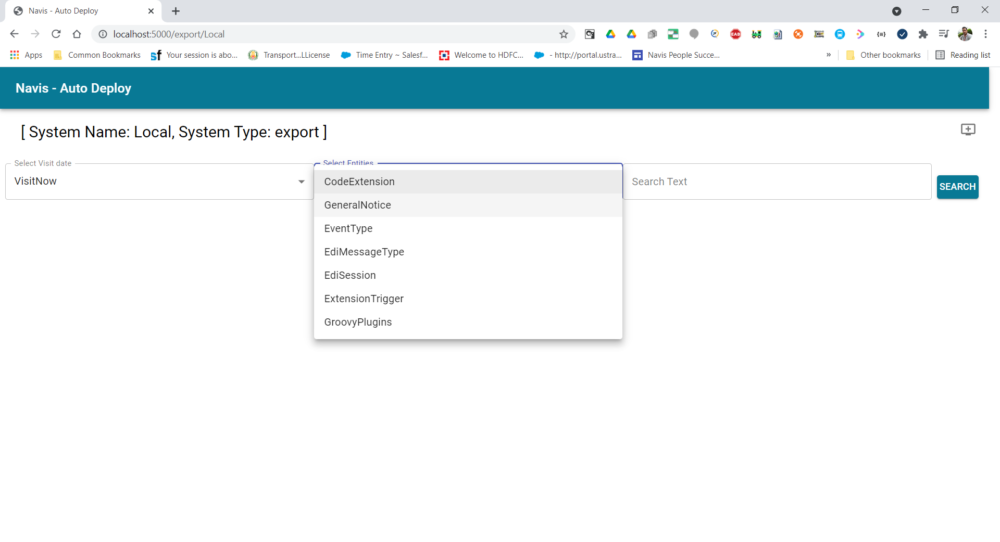 Navis - Auto Deploy
localhost:5000/export/Local
EAB
Apps
Common Bookmarks
Your session is abo...
Transport...LLicense
Time Entry ~ Salesf...
Welcome to HDFC...
- http://portal.ustra...
Navis People Succe...
»
Other bookmarks
Reading list
Navis - Auto Deploy
[ System Name: Local, System Type: export ]
Select Visit date
VisitNow
Select Entities
CodeExtension
GeneralNotice
EventType
EdiMessageType
EdiSession
ExtensionTrigger
GroovyPlugins
Search Text
SEARCH